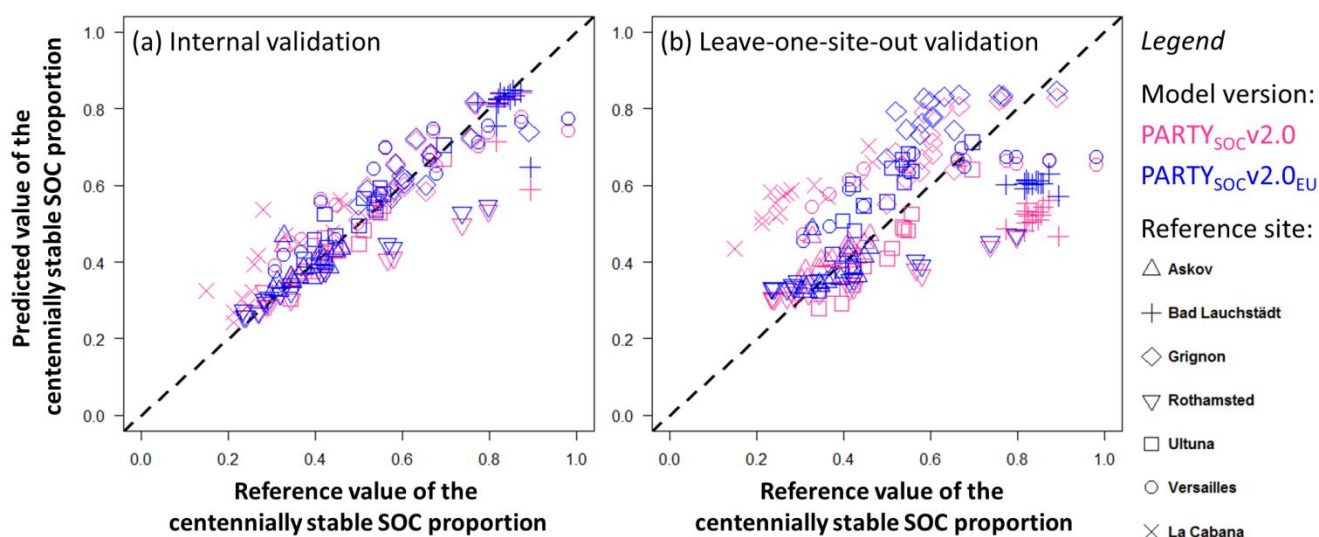 (a) Internal validation
1.0
0.8
0.6
0.4
0.2
0.0
0.0 0.2 0.4 0.6 0.8 1.0
Predicted value of the
centennially stable SOC proportion
Reference value of the
centennially stable SOC proportion
(b) Leave-one-site-out validation
1.0
0.8
0.6
0.4
0.2
0.0
0.0 0.2 0.4 0.6 0.8 1.0
Reference value of the
centennially stable SOC proportion
Legend
Model version:
PARTYSOCv2.0
PARTYSOCv2.0EU
Reference site:
Askov
Bad Lauchstädt
Grignon
Rothamsted
Ultuna
Versailles
La Cabana